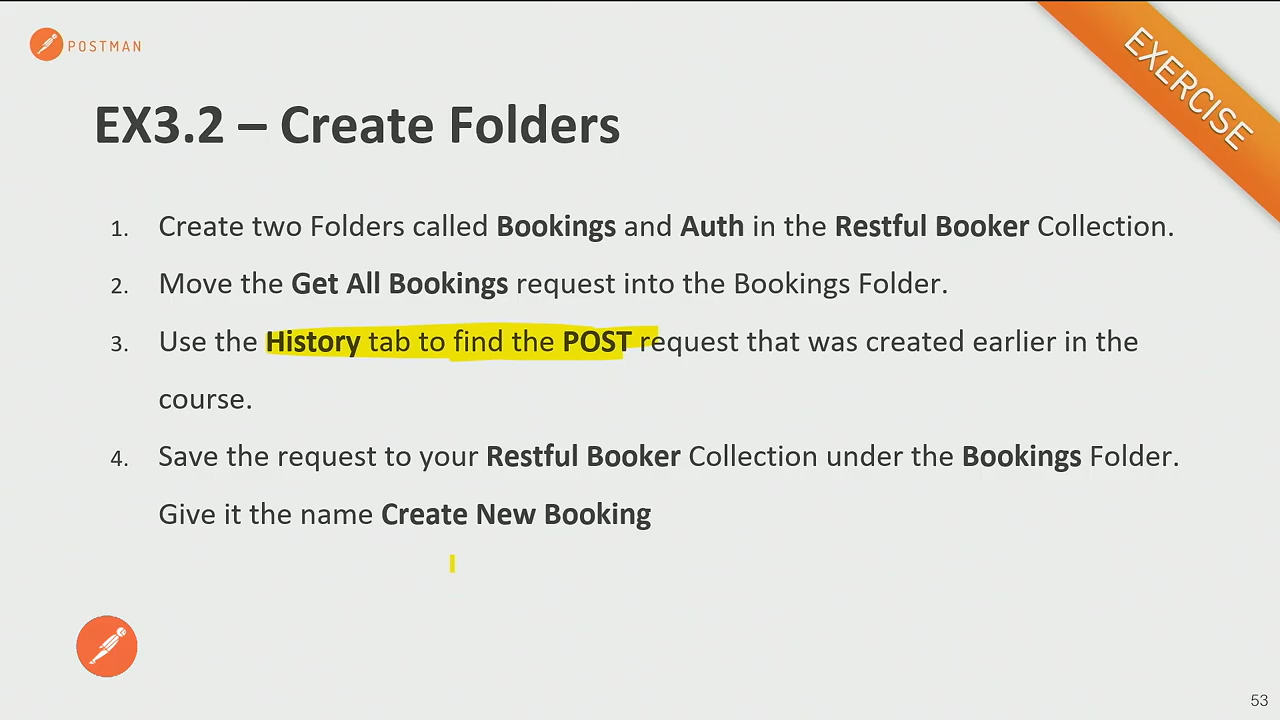 POSTMAN
EXERCISE
EX3.2 – Create Folders
1. Create two Folders called Bookings and Auth in the Restful Booker Collection.
2. Move the Get All Bookings request into the Bookings Folder.
3. Use the History tab to find the POST request that was created earlier in the
course.
4. Save the request to your Restful Booker Collection under the Bookings Folder.
Give it the name Create New Booking
53